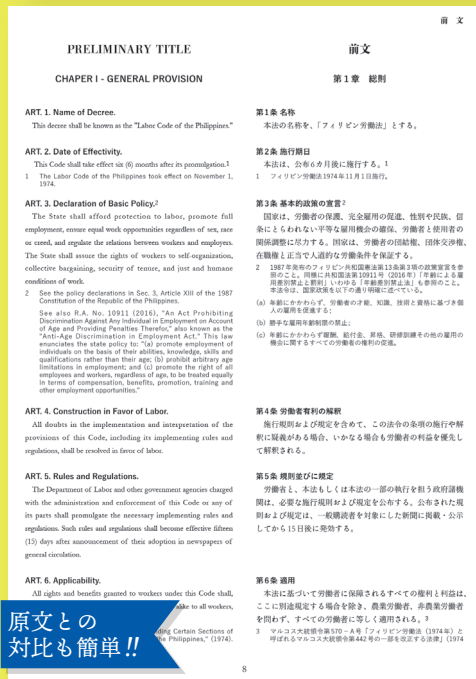 前 文
PRELIMINARY TITLE
CHAPER I - GENERAL PROVISION
ART. 1. Name of Decree.
This decree shall be known as the "Labor Code of the Philippines."
ART. 2. Date of Effectivity.
This Code shall take effect six (6) months after its promulgation.1
1 The Labor Code of the Philippines took effect on November 1,
1974.
ART. 3. Declaration of Basic Policy.2
The State shall afford protection to labor, promote full
employment, ensure equal work opportunities regardless of sex, race
or creed, and regulate the relations between workers and employers.
The State shall assure the rights of workers to self-organization,
collective bargaining, security of tenure, and just and humane
conditions of work.
2 See the policy declarations in Sec. 3, Article XIII of the 1987
Constitution of the Republic of the Philippines.
See also R.A. No. 10911 (2016), "An Act Prohibiting
Discrimination Against Any Individual in Employment on Account
of Age and Providing Penalties Therefor," also known as the
"Anti-Age Discrimination in Employment Act." This law
enunciates the state policy to: "(a) promote employment of
individuals on the basis of their abilities, knowledge, skills and
qualifications rather than their age; (b) prohibit arbitrary age
limitations in employment; and (c) promote the right of all
employees and workers, regardless of age, to be treated equally
in terms of compensation, benefits, promotion, training and
other employment opportunities."
ART. 4. Construction in Favor of Labor.
All doubts in the implementation and interpretation of the
provisions of this Code, including its implementing rules and
regulations, shall be resolved in favor of labor.
ART. 5. Rules and Regulations.
The Department of Labor and other government agencies charged
with the administration and enforcement of this Code or any of
its parts shall promulgate the necessary implementing rules and
regulations. Such rules and regulations shall become effective fifteen
(15) days after announcement of their adoption in newspapers of
general circulation.
ART. 6. Applicability.
All rights and benefits granted to workers under this Code shall,
alike to all workers,
ding Certain Sections of
the Philippines," (1974).
前文
第1章 総則
第1条 名称
本法の名称を、「フィリピン労働法」とする。
第2条 施行期日
本法は、公布6カ月後に施行する。1
1 フィリピン労働法1974年11月1日施行。
第3条 基本的政策の宣言2
国家は、労働者の保護、完全雇用の促進、性別や民族、信
条にとらわれない平等な雇用機会の確保、労働者と使用者の
関係調整に尽力する。国家は、労働者の団結権、団体交渉権、
在職権と正当で人道的な労働条件を保証する。
2 1987年発布のフィリピン共和国憲法第13条第3項の政策宣言を参
照のこと。同様に共和国法第10911号（2016年）「年齢による雇
用差別禁止と罰則」いわゆる「年齢差別禁止法」も参照のこと。
本法令は、国家政策を以下の通り明確に述べている。
(a) 年齢にかかわらず、労働者の才能、知識、技術と資格に基づき個
人の雇用を促進する；
(b) 勝手な雇用年齢制限の禁止；
(c) 年齢にかかわらず報酬、給付金、昇格、研修訓練その他の雇用の
機会に関するすべての労働者の権利の促進。
第4条 労働者有利の解釈
施行規則および規定を含めて、この法令の条項の施行や解
釈に疑義がある場合、いかなる場合も労働者の利益を優先し
て解釈される。
第5条 規則並びに規定
労働省と、本法もしくは本法の一部の執行を担う政府諸機
関は、必要な施行規則および規定を公布する。公布された規
則および規定は、一般購読書を対象にした新聞に掲載・公示
してから15日後に発効する。
第6条 適用
本法に基づいて労働者に保障されるすべての権利と利益は、
ここに別途規定する場合を除き、農業労働者、非農業労働者
を問わず、すべての労働者に等しく適用される。3
3 マルコス大統領令第570－A号「フィリピン労働法（1974年）と
呼ばれるマルコス大統領令第442号の一部を改正する法律」（1974
原文との
対比も簡単!!
8